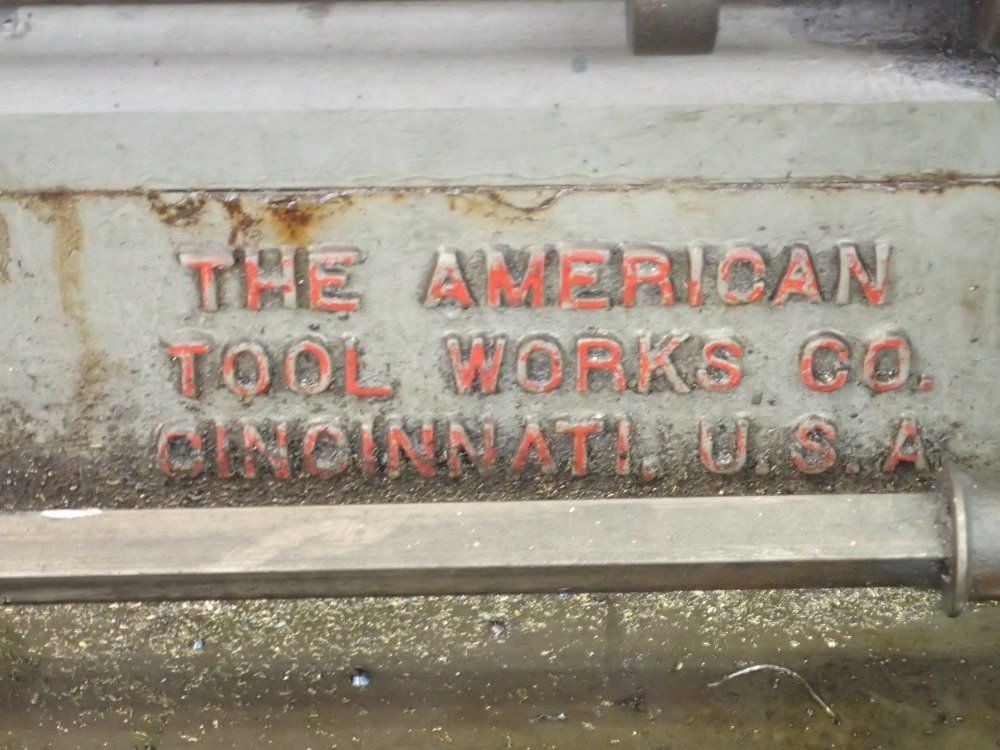 THE AMERICAN
TOOL WORKS CO.
CINCINNATI, U.S.A